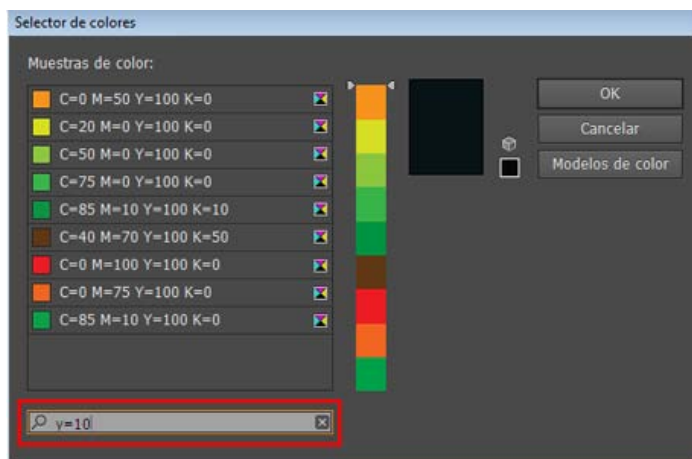 Selector de colores
Muestras de color:
C=0 M=50 Y=100 K=0
C=20 M=0 Y=100 K=0
C=50 M=0 Y=100 K=0
C=75 M=0 Y=100 K=0
C=85 M=10 Y=100 K=10
C=40 M=70 Y=100 K=50
C=0 M=100 Y=100 K=0
C=0 M=75 Y=100 K=0
C=85 M=10 Y=100 K=0
y=10
OK
Cancelar
Modelos de color